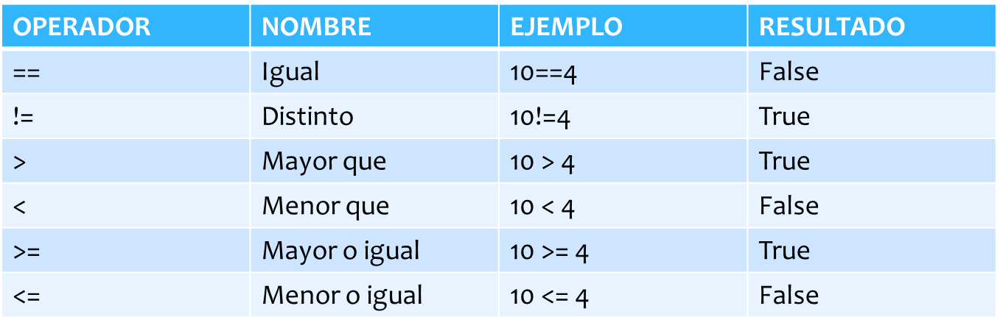 OPERADOR NOMBRE EJEMPLO RESULTADO
== Igual 10==4 False
!= Distinto 10!=4 True
> Mayor que 10 > 4 True
< Menor que 10 < 4 False
>= Mayor o igual 10 >= 4 True
<= Menor o igual 10 <= 4 False